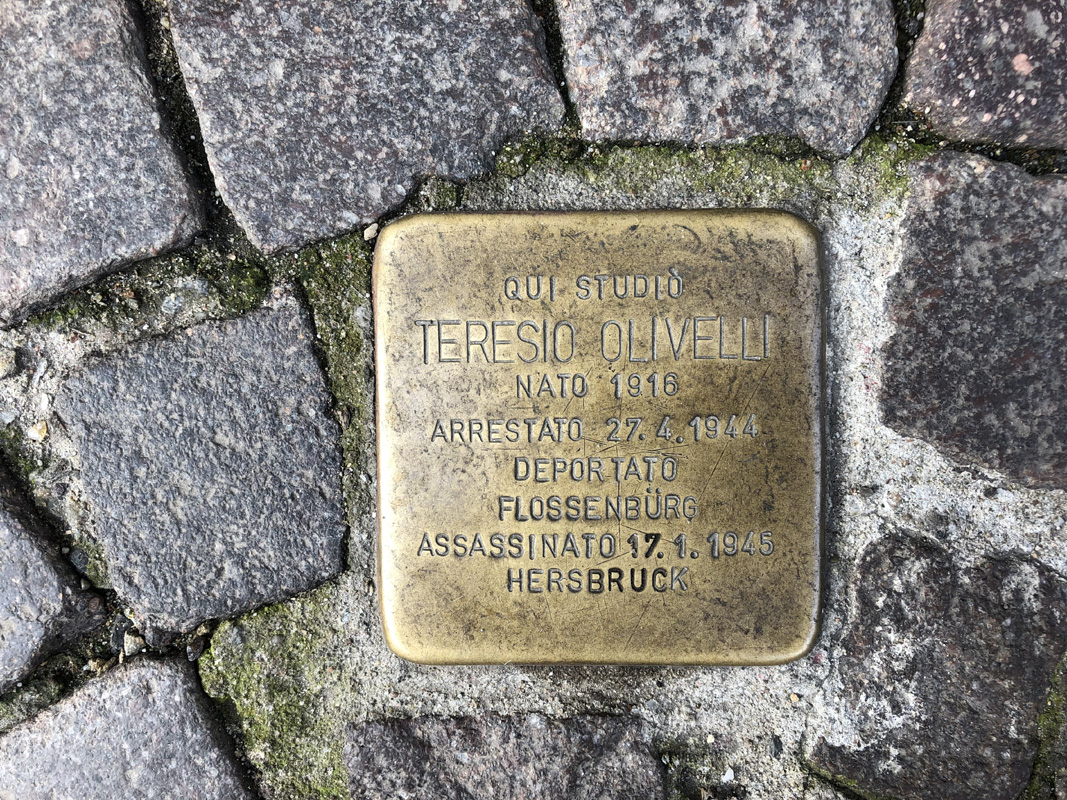 QUI STUDIÒ
TERESIO OLIVELLI
NATO 1916
ARRESTATO 27.4.1944
DEPORTATO
FLOSSENBÜRG
ASSASSINATO 17.1.1945
HERSBRUCK